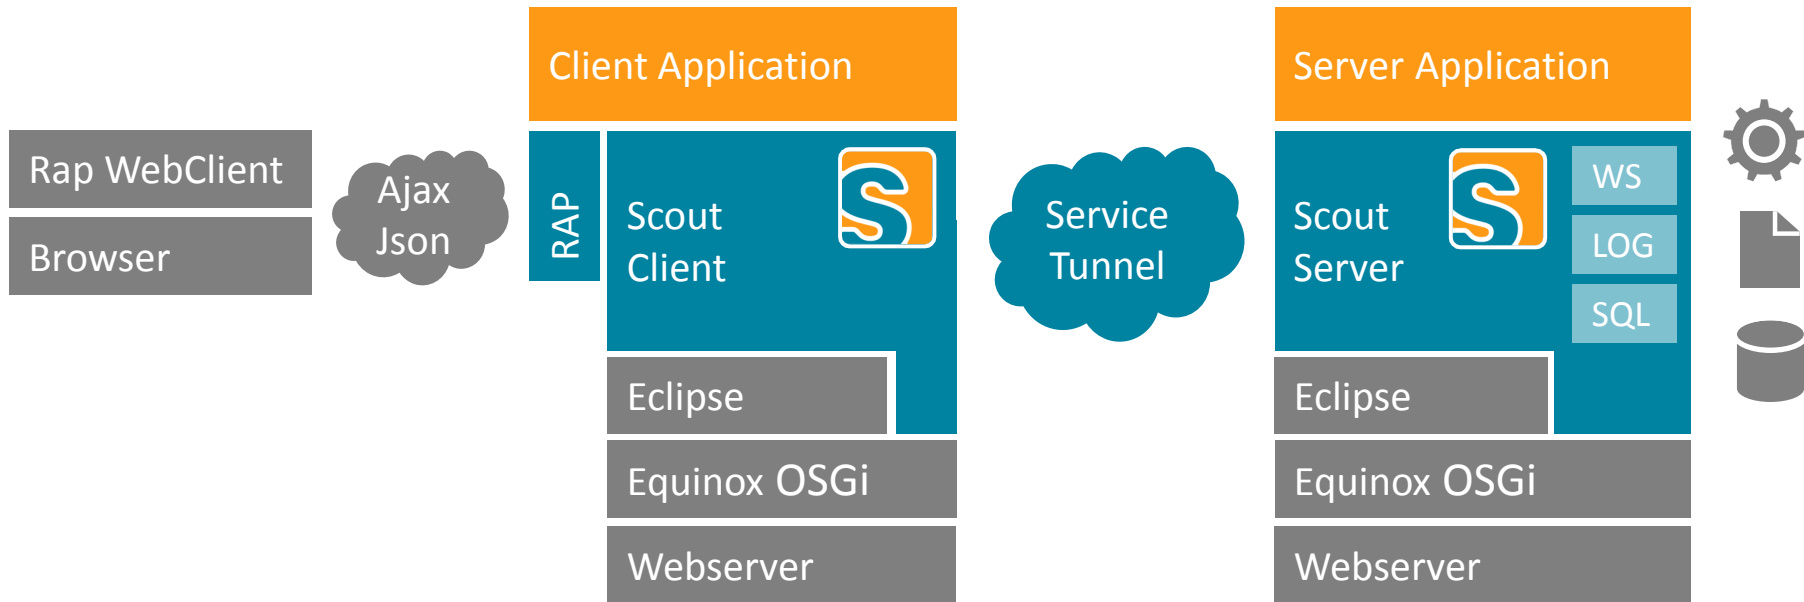 Rap WebClient
Browser
Ajax
Json
Client Application
RAP
Scout
Client
Eclipse
Equinox OSGi
Webserver
Service
Tunnel
Server Application
Scout
Server
WS
LOG
SQL
Eclipse
Equinox OSGi
Webserver